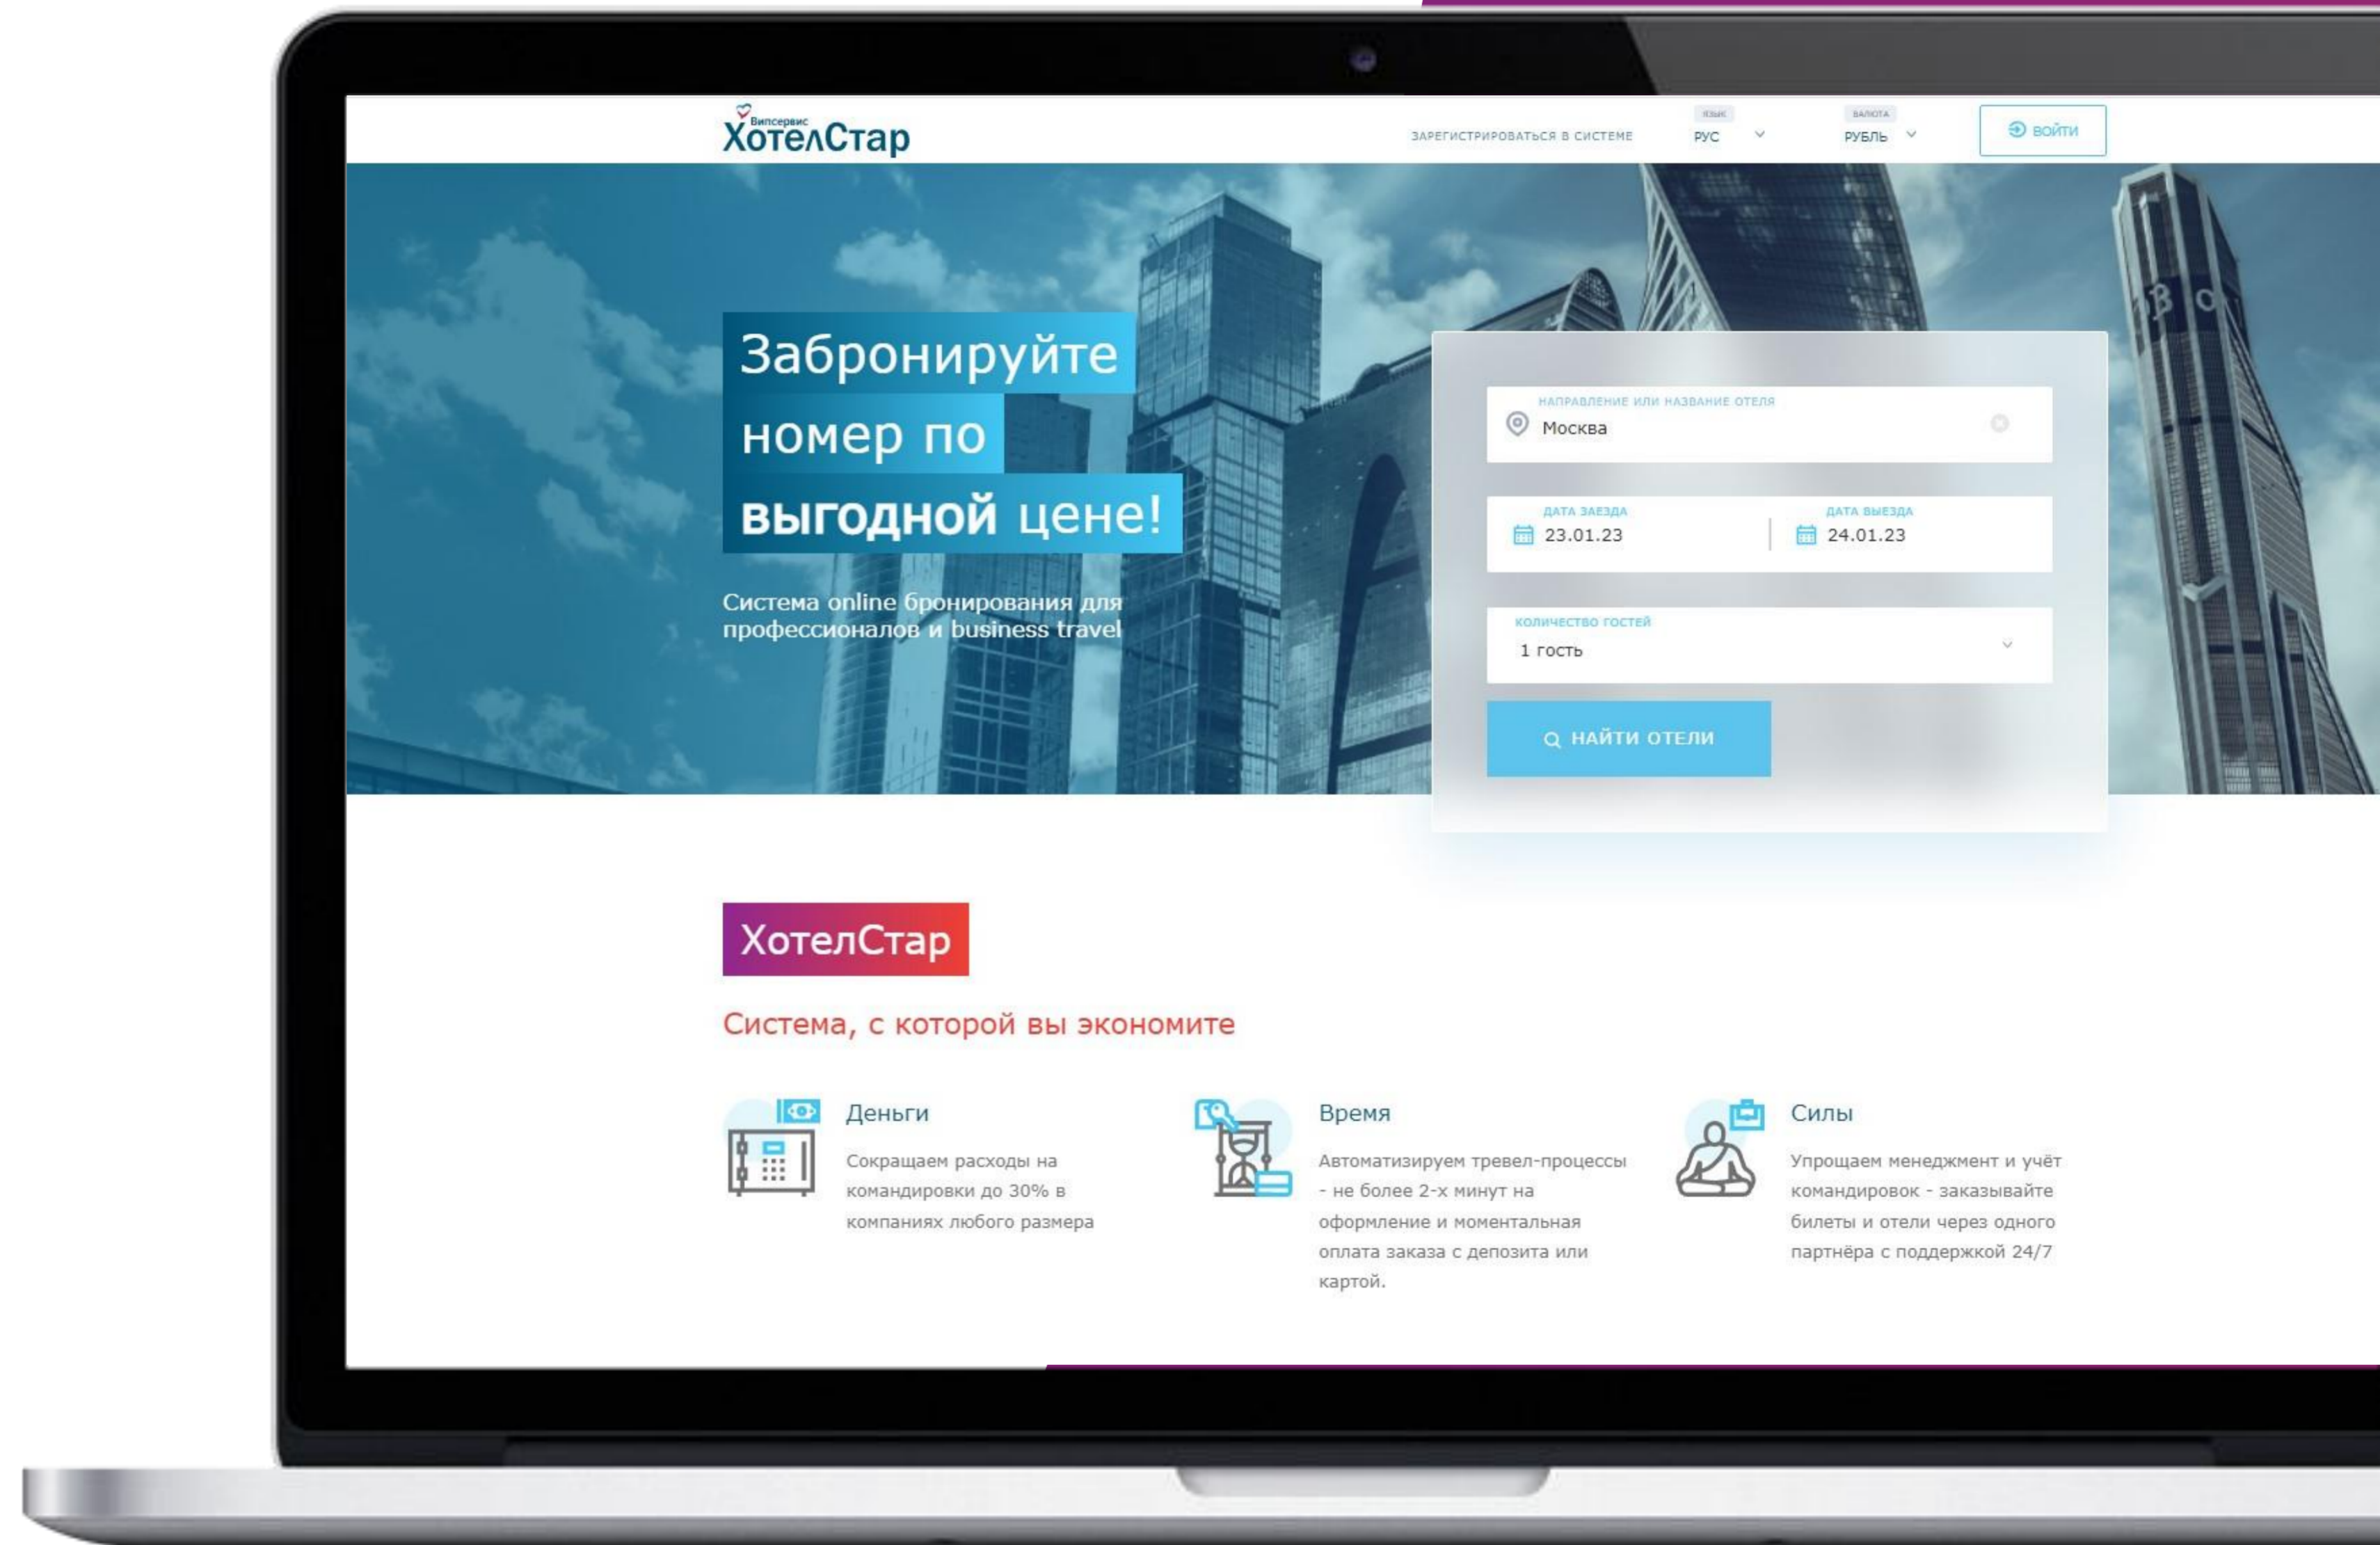 Випсервис
ХотелСтар
ЗАРЕГИСТРИРОВАТЬСЯ В СИСТЕМЕ
ЯЗЫК
РУС
ВАЛЮТА
РУБЛЬ
ВОЙТИ
Забронируйте
номер по
выгодной цене!
Система online бронирования для
профессионалов и business travel
НАПРАВЛЕНИЕ ИЛИ НАЗВАНИЕ ОТЕЛЯ
Москва
ДАТА ЗАЕЗДА
23.01.23
ДАТА ВЫЕЗДА
24.01.23
КОЛИЧЕСТВО ГОСТЕЙ
1 гость
НАЙТИ ОТЕЛИ
ХотелСтар
Система, с которой вы экономите
Деньги
Сокращаем расходы на
командировки до 30% в
компаниях любого размера
Время
Автоматизируем тревел-процессы
- не более 2-х минут на
оформление и моментальная
оплата заказа с депозита или
картой.
Силы
Упрощаем менеджмент и учёт
командировок - заказывайте
билеты и отели через одного
партнёра с поддержкой 24/7